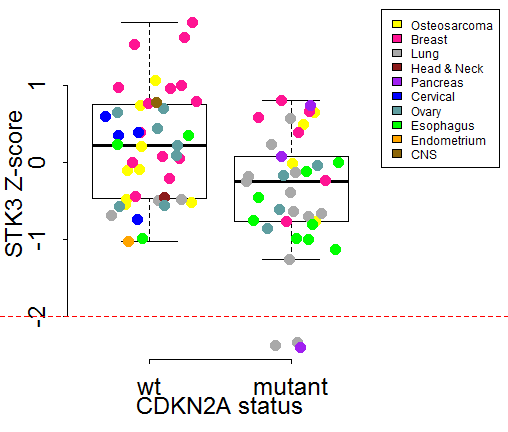 Osteosarcoma
Breast
Lung
Head & Neck
Pancreas
Cervical
Ovary
Esophagus
Endometrium
CNS
STK3 Z-score
1
0
-1
-2
wt mutant
CDKN2A status